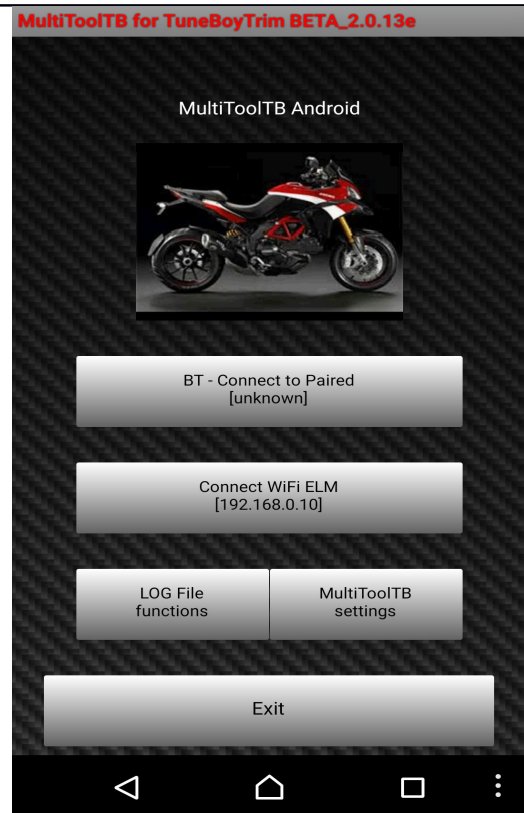 MultiToolTB for TuneBoyTrim BETA_2.0.13e
MultiToolTB Android
BT - Connect to Paired
[unknown]
Connect WiFi ELM
[192.168.0.10]
LOG File
functions
MultiToolTB
settings
Exit